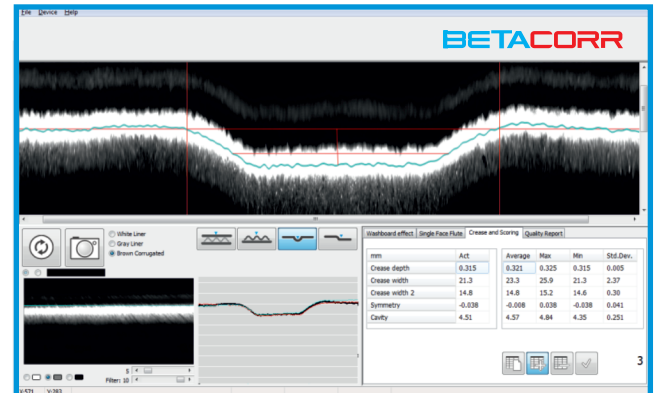 File Device Help
BETACORR
White Liner
Gray Liner
Brown Corrugated
Washboard effect Single Face Flute Crease and Scoring Quality Report
mm Act Average Max Min Std.Dev.
Crease depth 0.315 0.321 0.325 0.315 0.005
Crease width 21.3 23.3 25.9 21.3 2.37
Crease width 2 14.8 14.8 15.2 14.6 0.30
Symmetry -0.038 -0.008 0.038 -0.038 0.041
Cavity 4.51 4.57 4.84 4.35 0.251
5
Filter: 10
3
X:571 Y:283